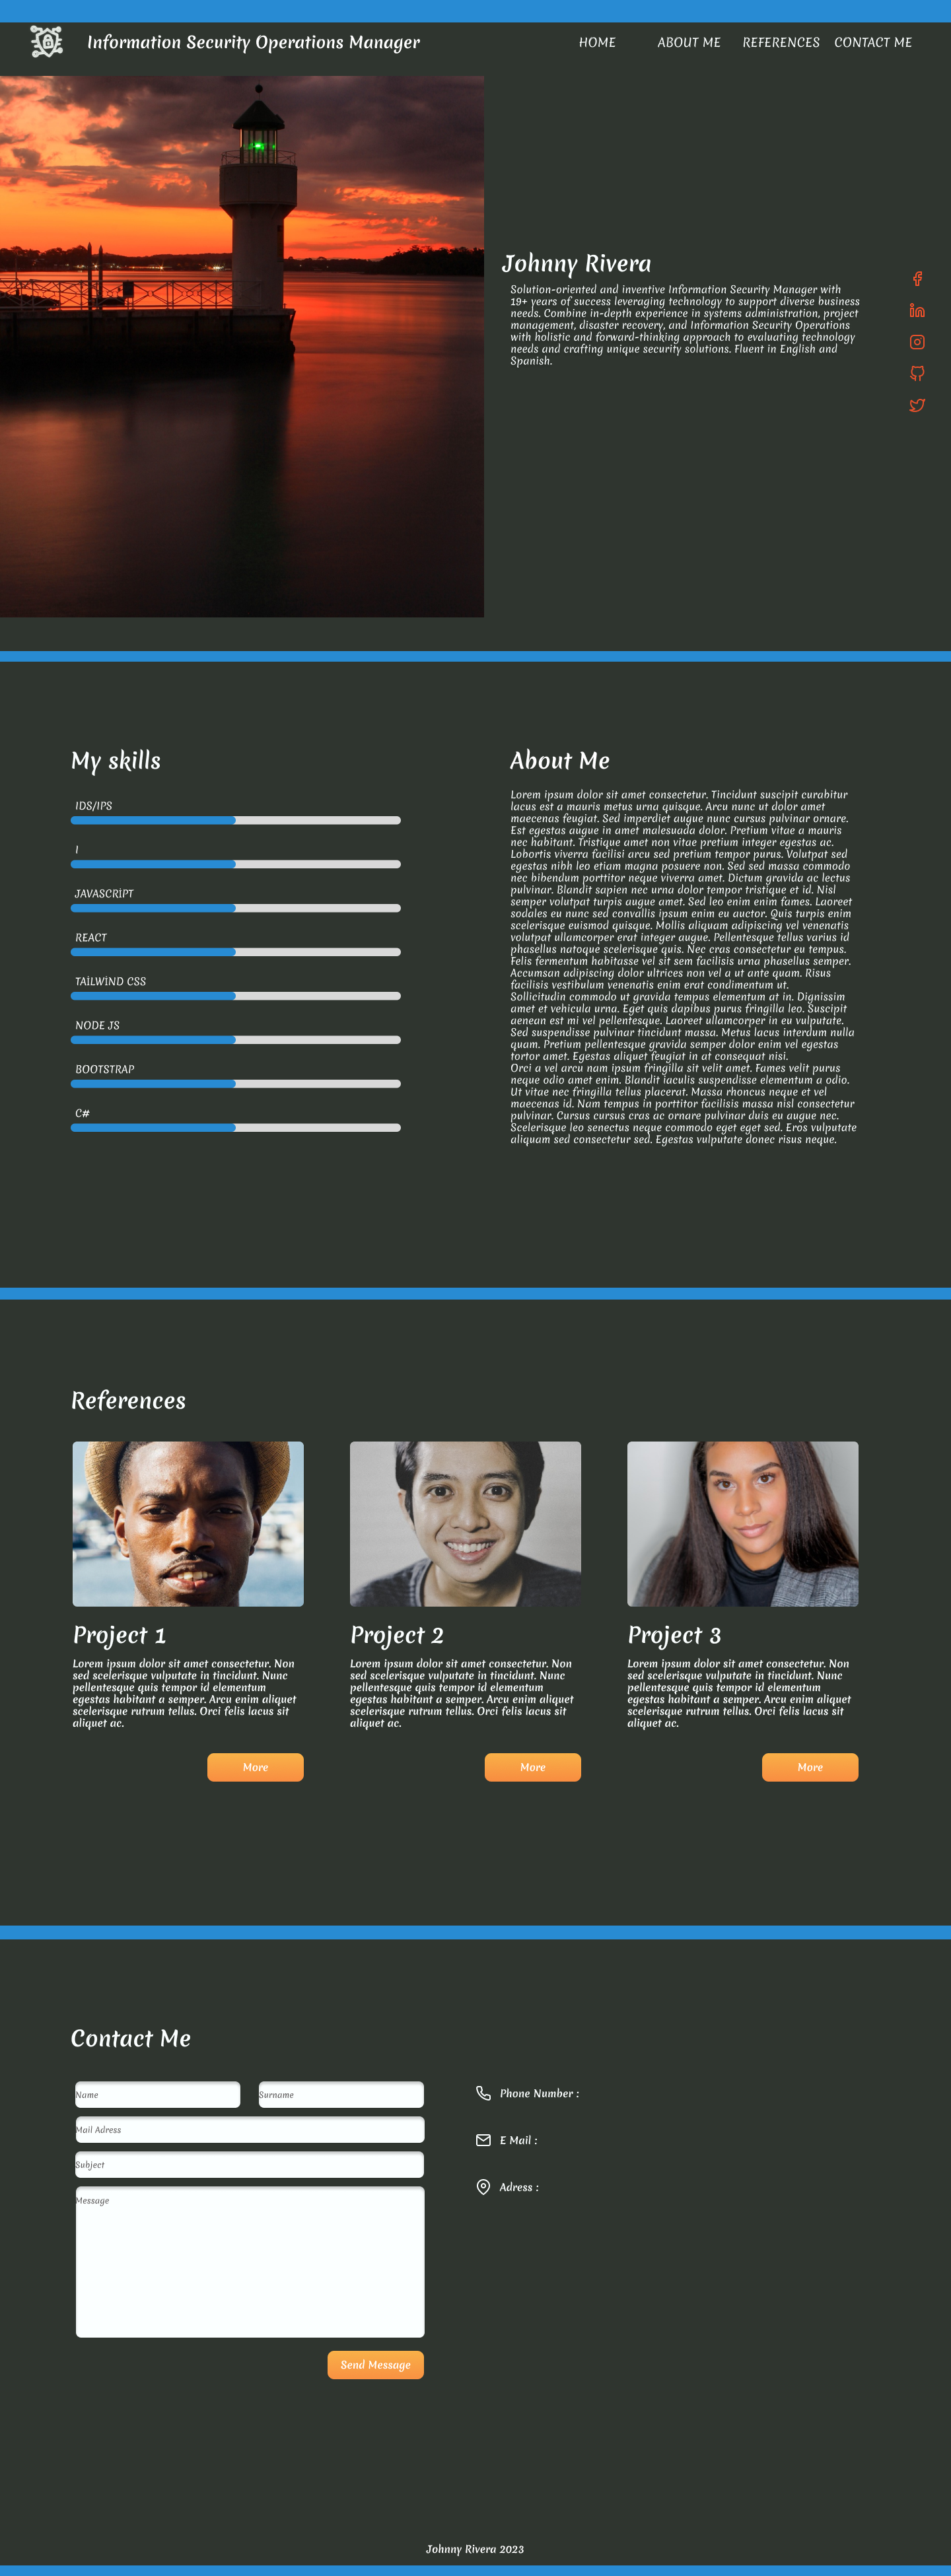 Information Security Operations Manager
HOME
ABOUT ME
REFERENCES
CONTACT ME
Johnny Rivera
Solution-oriented and inventive Information Security Manager with
19+ years of success leveraging technology to support diverse business
needs. Combine in-depth experience in systems administration, project
management, disaster recovery, and Information Security Operations
with holistic and forward-thinking approach to evaluating technology
needs and crafting unique security solutions. Fluent in English and
Spanish.
My skills
IDS/IPS
I
JAVASCRİPT
REACT
TAİLWİND CSS
NODE JS
BOOTSTRAP
C#
About Me
Lorem ipsum dolor sit amet consectetur. Tincidunt suscipit curabitur
lacus est a mauris metus urna quisque. Arcu nunc ut dolor amet
maecenas feugiat. Sed imperdiet augue nunc cursus pulvinar ornare.
Est egestas augue in amet malesuada dolor. Pretium vitae a mauris
nec habitant. Tristique amet non vitae pretium integer egestas ac.
Lobortis viverra facilisi arcu sed pretium tempor purus. Volutpat sed
egestas nibh leo etiam magna posuere non. Sed sed massa commodo
nec bibendum porttitor neque viverra amet. Dictum gravida ac lectus
pulvinar. Blandit sapien nec urna dolor tempor tristique et id. Nisl
semper volutpat turpis augue amet. Sed leo enim enim fames. Laoreet
sodales eu nunc sed convallis ipsum enim eu auctor. Quis turpis enim
scelerisque euismod quisque. Mollis aliquam adipiscing vel venenatis
volutpat ullamcorper erat integer augue. Pellentesque tellus varius id
phasellus natoque scelerisque quis. Nec cras consectetur eu tempus.
Felis fermentum habitasse vel sit sem facilisis urna phasellus semper.
Accumsan adipiscing dolor ultrices non vel a ut ante quam. Risus
facilisis vestibulum venenatis enim erat condimentum ut.
Sollicitudin commodo ut gravida tempus elementum at in. Dignissim
amet et vehicula urna. Eget quis dapibus purus fringilla leo. Suscipit
aenean est mi vel pellentesque. Laoreet ullamcorper in eu vulputate.
Sed suspendisse pulvinar tincidunt massa. Metus lacus interdum nulla
quam. Pretium pellentesque gravida semper dolor enim vel egestas
tortor amet. Egestas aliquet feugiat in at consequat nisi.
Orci a vel arcu nam ipsum fringilla sit velit amet. Fames velit purus
neque odio amet enim. Blandit iaculis suspendisse elementum a odio.
Ut vitae nec fringilla tellus placerat. Massa rhoncus neque et vel
maecenas id. Nam tempus in porttitor facilisis massa nisl consectetur
pulvinar. Cursus cursus cras ac ornare pulvinar duis eu augue nec.
Scelerisque leo senectus neque commodo eget eget sed. Eros vulputate
aliquam sed consectetur sed. Egestas vulputate donec risus neque.
References
Project 1
Lorem ipsum dolor sit amet consectetur. Non
sed scelerisque vulputate in tincidunt. Nunc
pellentesque quis tempor id elementum
egestas habitant a semper. Arcu enim aliquet
scelerisque rutrum tellus. Orci felis lacus sit
aliquet ac.
More
Project 2
Lorem ipsum dolor sit amet consectetur. Non
sed scelerisque vulputate in tincidunt. Nunc
pellentesque quis tempor id elementum
egestas habitant a semper. Arcu enim aliquet
scelerisque rutrum tellus. Orci felis lacus sit
aliquet ac.
More
Project 3
Lorem ipsum dolor sit amet consectetur. Non
sed scelerisque vulputate in tincidunt. Nunc
pellentesque quis tempor id elementum
egestas habitant a semper. Arcu enim aliquet
scelerisque rutrum tellus. Orci felis lacus sit
aliquet ac.
More
Contact Me
Name
Surname
Mail Adress
Subject
Message
Send Message
Phone Number :
E Mail :
Adress :
Johnny Rivera 2023